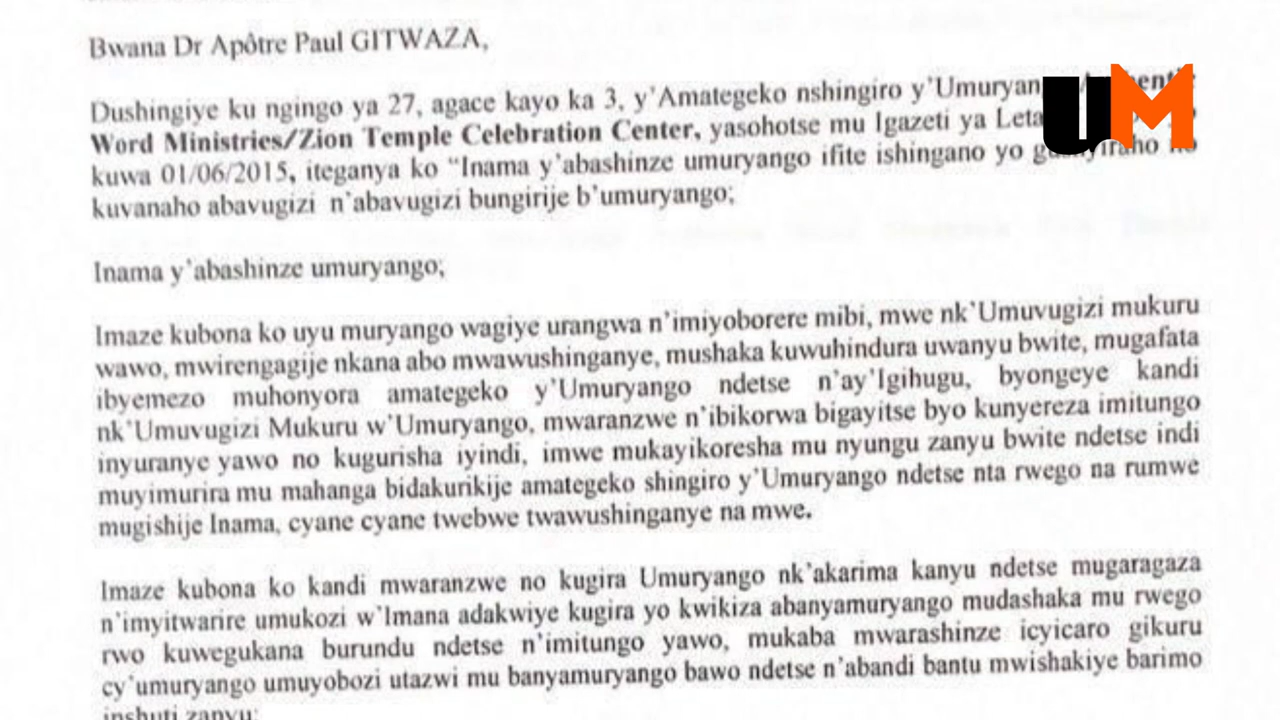 Bwana Dr Apôtre Paul GITWAZA,
Dushingiye ku ngingo ya 27, agace kayo ka 3, y'Amategeko nshingiro y'Umuryan
Word Ministries/Zion Temple Celebration Center, yasohotse mu Igazeti ya Leta
kuwa 01/06/2015, iteganya ko “Inama y'abashinze umuryango ifite ishingano yo
kuvanaho abavugizi n'abavugizi bungirije b'umuryango;
Inama y'abashinze umuryango;
Imaze kubona ko uyu muryango wagiye urangwa n'imiyoborere mibi, mwe nk'Umuvugizi mukuru
wawo, mwirengagije nkana abo mwawushinganye, mushaka kuwuhindura uwanyu bwite, mugafata
ibyemezo muhonyora amategeko y'Umuryango ndetse n'ay'Igihugu, byongeye kandi
nk'Umuvugizi Mukuru w'Umuryango, mwaranzwe n'ibikorwa bigayitse byo kunyereza imitungo
inyuranye yawo no kugurisha iyindi, imwe mukayikoresha mu nyungu zanyu bwite ndetse indi
muyimurira mu mahanga bidakurikije amategeko shingiro y'Umuryango ndetse nta rwego na rumwe
mugishije Inama, cyane cyane twebwe twawushinganye na mwe.
Imaze kubona ko kandi mwaranzwe no kugira Umuryango nk'akarima kanyu ndetse mugaragaza
n'imyitwarire umukozi w'Imana adakwiye kugira yo kwikiza abanyamuryango mudashaka mu rwego
rwo kuwegukana burundu ndetse n'imitungo yawo, mukaba mwarashinze icyicaro gikuru
cy'umuryango umuyobozi utazwi mu banyamuryango bawo ndetse n'abandi bantu mwishakiye barimo
inshuti zanyu;
UM